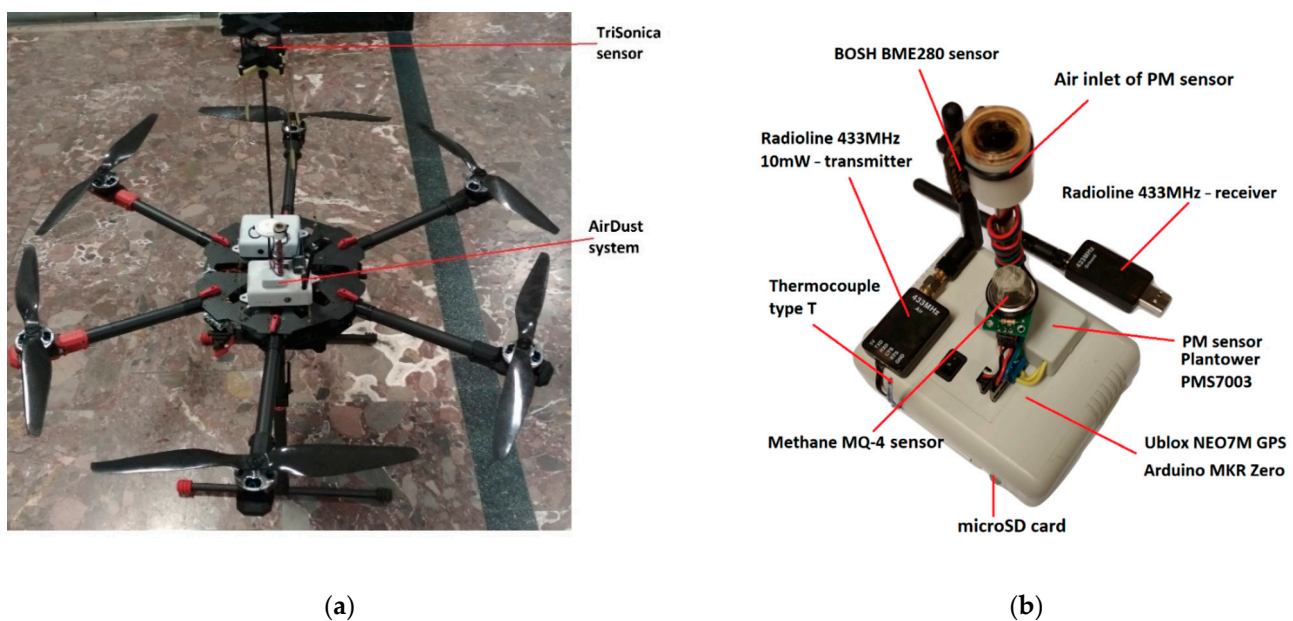 TriSonica
sensor
AirDust
system
BOSH BME280 sensor
Air inlet of PM sensor
Radioline 433MHz
10mW - transmitter
Radioline 433MHz - receiver
Thermocouple
type T
433MHz
Air
433MHz
Ground
PM sensor
Plantower
PMS7003
Methane MQ-4 sensor
Ublox NEO7M GPS
Arduino MKR Zero
microSD card
(a)
(b)